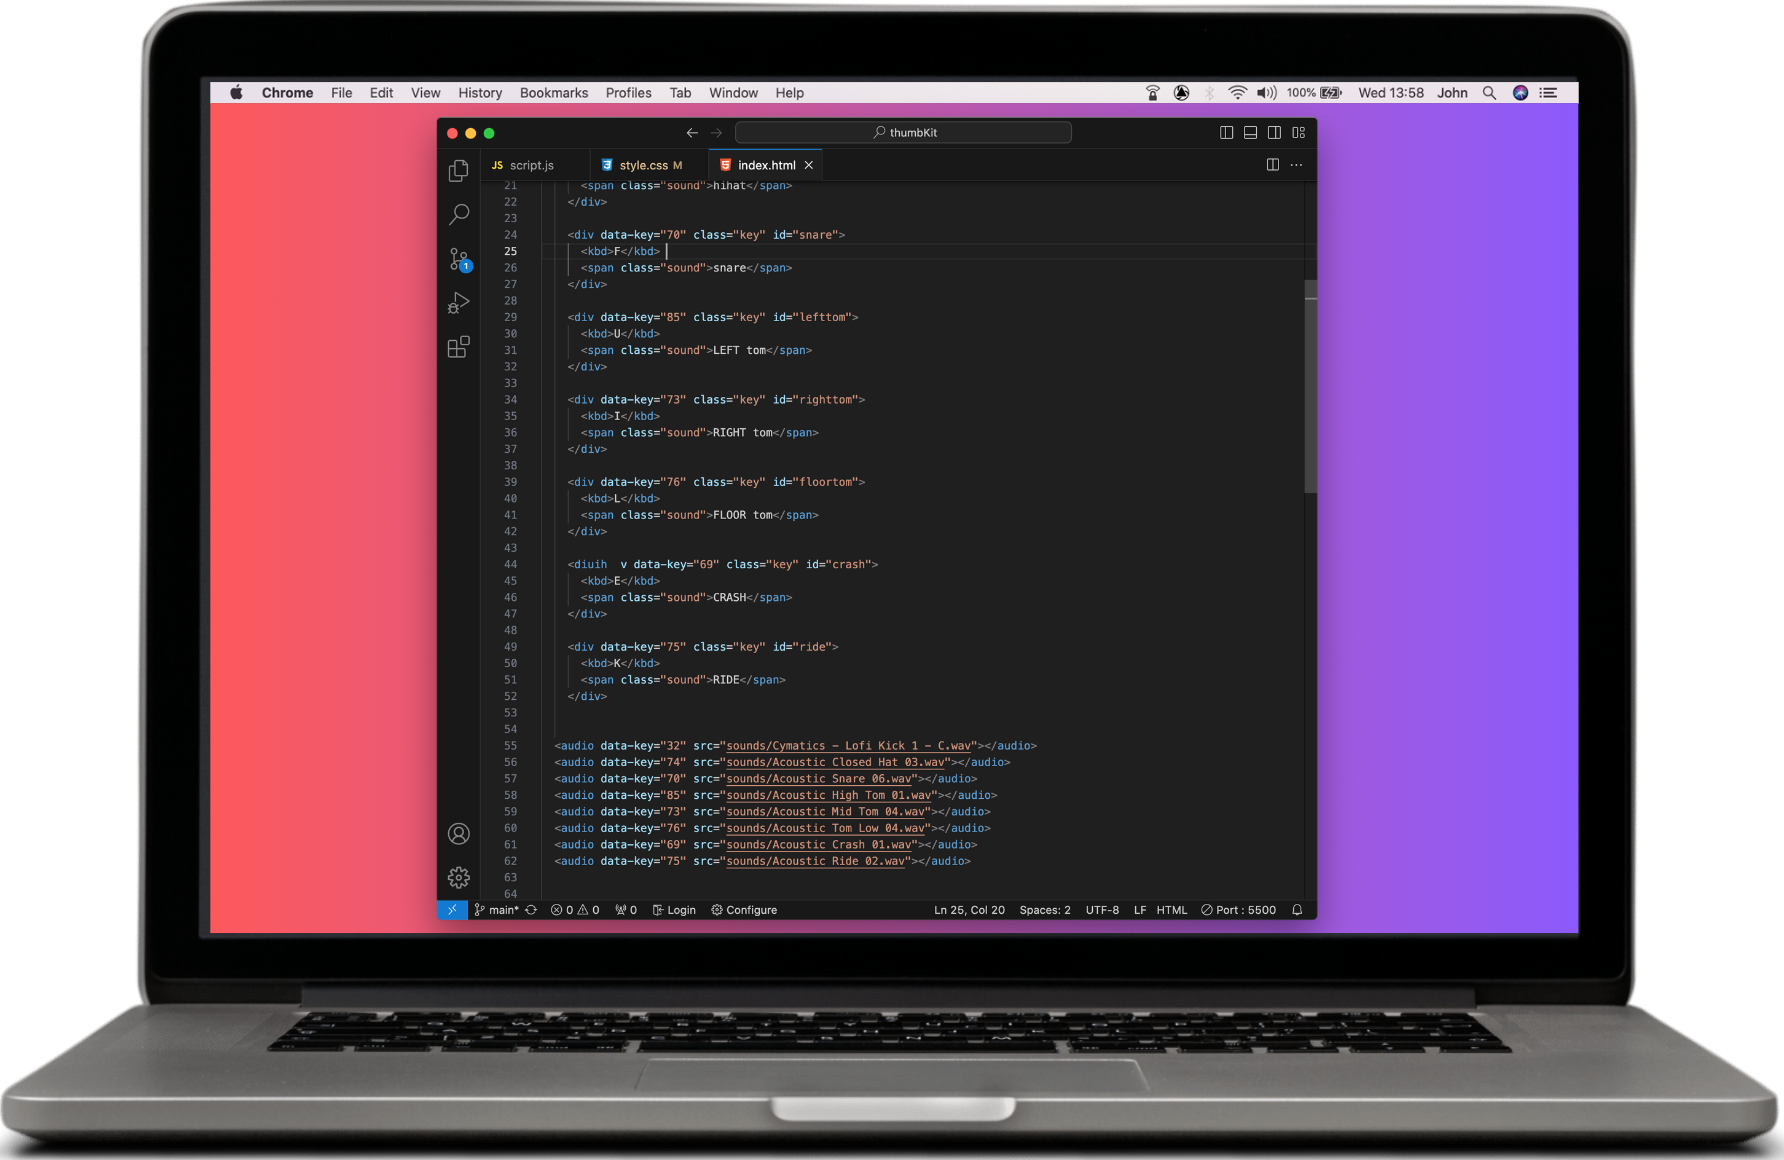 Chrome File Edit View History Bookmarks Profiles Tab Window Help 100% Wed 13:58 John
thumbKit
JS script.js style.css M index.html
21 <span class="sound">hihat</span>
22 </div>
23
24 <div data-key="70" class="key" id="snare">
25 <kbd>F</kbd>
26 <span class="sound">snare</span>
27 </div>
28
29 <div data-key="85" class="key" id="lefttom">
30 <kbd>U</kbd>
31 <span class="sound">LEFT tom</span>
32 </div>
33
34 <div data-key="73" class="key" id="righttom">
35 <kbd>I</kbd>
36 <span class="sound">RIGHT tom</span>
37 </div>
38
39 <div data-key="76" class="key" id="floortom">
40 <kbd>L</kbd>
41 <span class="sound">FLOOR tom</span>
42 </div>
43
44 <diuih  v data-key="69" class="key" id="crash">
45 <kbd>E</kbd>
46 <span class="sound">CRASH</span>
47 </div>
48
49 <div data-key="75" class="key" id="ride">
50 <kbd>K</kbd>
51 <span class="sound">RIDE</span>
52 </div>
53
54
55 <audio data-key="32" src="sounds/Cymatics - Lofi Kick 1 - C.wav"></audio>
56 <audio data-key="74" src="sounds/Acoustic Closed Hat 03.wav"></audio>
57 <audio data-key="70" src="sounds/Acoustic Snare 06.wav"></audio>
58 <audio data-key="85" src="sounds/Acoustic High Tom 01.wav"></audio>
59 <audio data-key="73" src="sounds/Acoustic Mid Tom 04.wav"></audio>
60 <audio data-key="76" src="sounds/Acoustic Tom Low 04.wav"></audio>
61 <audio data-key="69" src="sounds/Acoustic Crash 01.wav"></audio>
62 <audio data-key="75" src="sounds/Acoustic Ride 02.wav"></audio>
63
64
1
main* 0 0 0 Login Configure Ln 25, Col 20 Spaces: 2 UTF-8 LF HTML Port : 5500